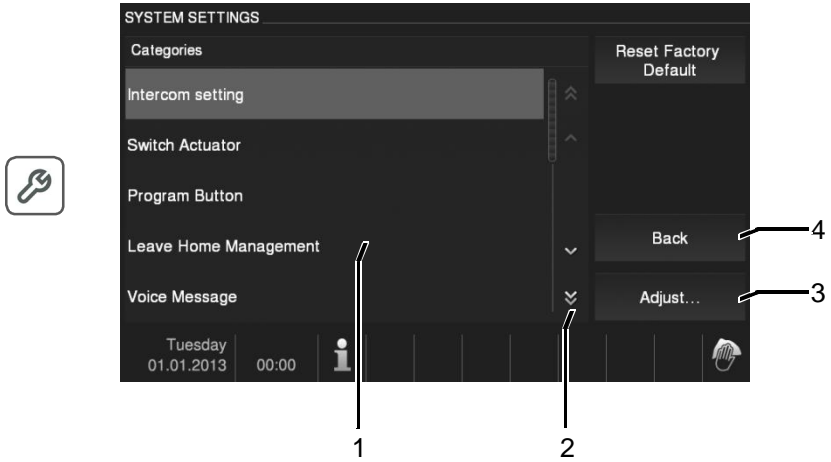 SYSTEM SETTINGS
Categories
Reset Factory
Default
Intercom setting
Switch Actuator
Program Button
Leave Home Management
Back
4
Voice Message
Adjust...
3
Tuesday
01.01.2013
00:00
i
1
2